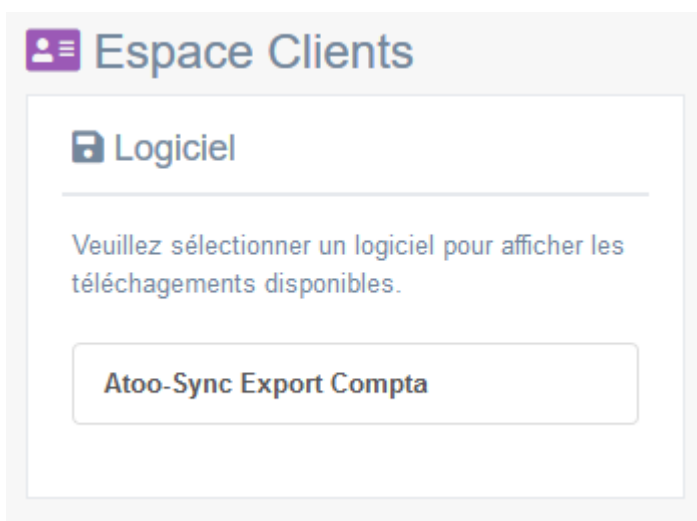 Espace Clients
Logiciel
Veuillez sélectionner un logiciel pour afficher les
téléchagements disponibles.
Atoo-Sync Export Compta